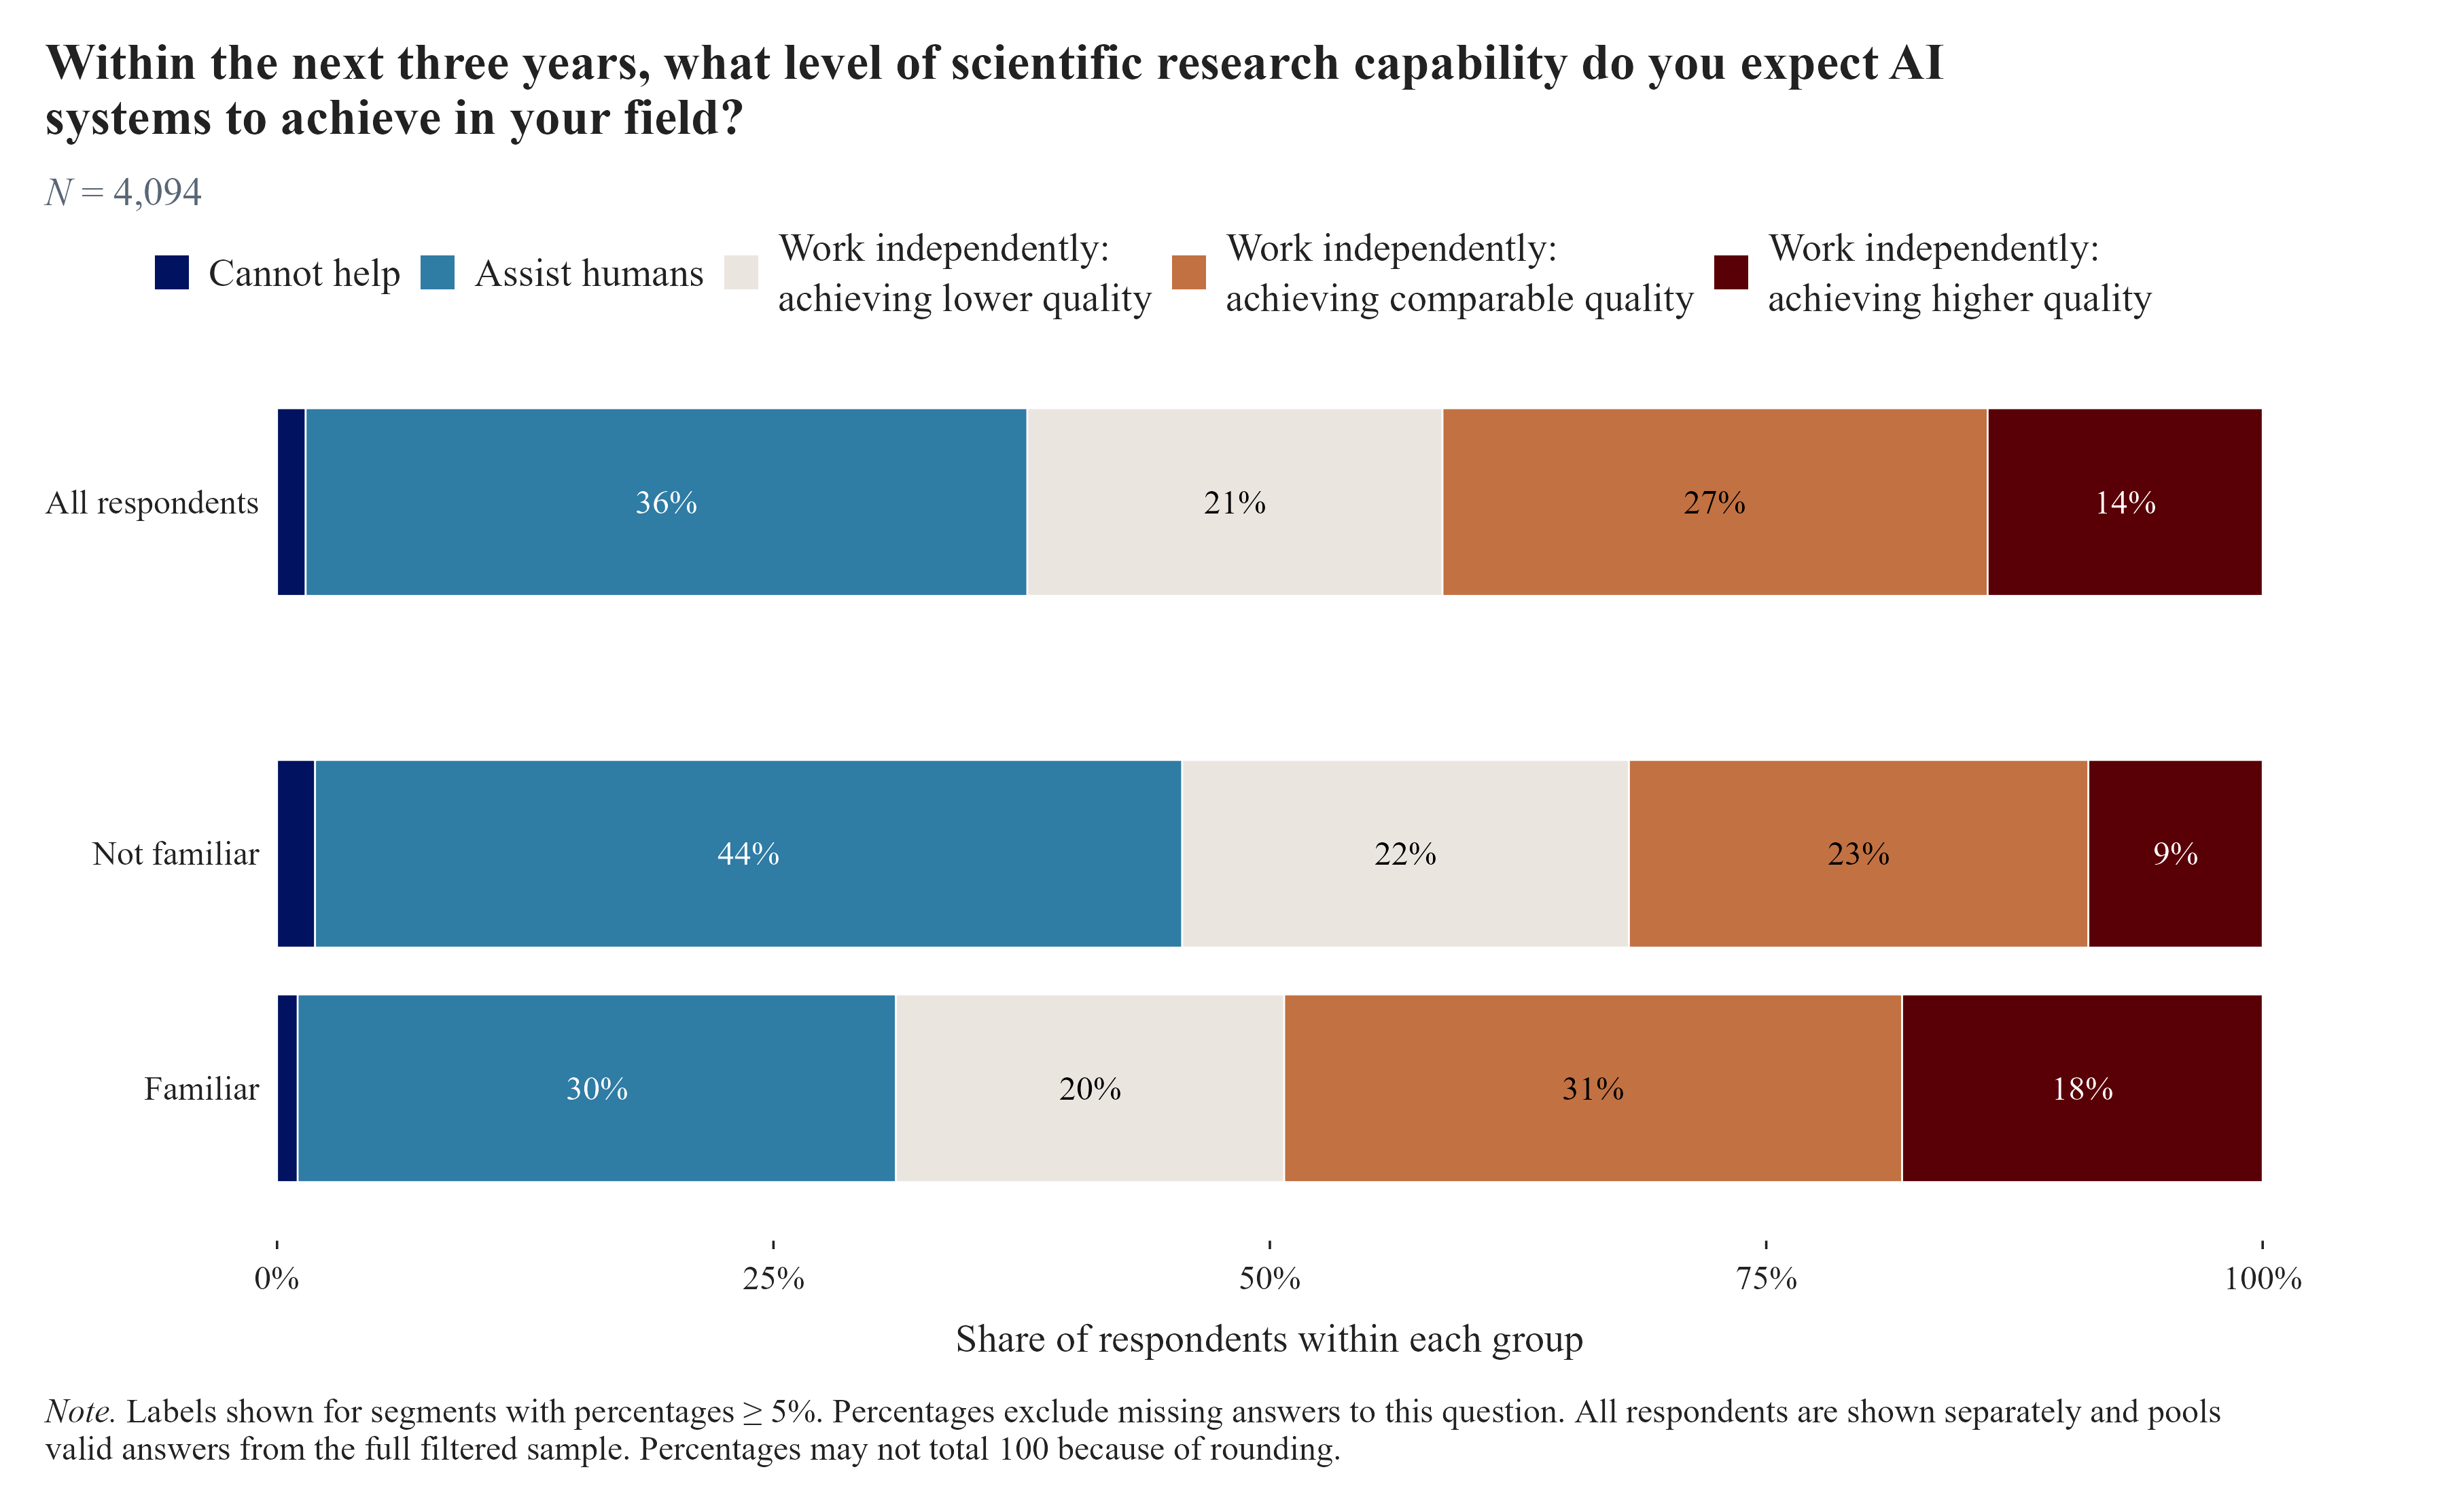 Within the next three years, what level of scientific research capability do you expect AI
systems to achieve in your field?
N = 4,094
Cannot help
Assist humans
Work independently:
achieving lower quality
Work independently:
achieving comparable quality
Work independently:
achieving higher quality
All respondents
36%
21%
27%
14%
Not familiar
44%
22%
23%
9%
Familiar
30%
20%
31%
18%
0%
25%
50%
75%
100%
Share of respondents within each group
Note. Labels shown for segments with percentages ≥ 5%. Percentages exclude missing answers to this question. All respondents are shown separately and pools
valid answers from the full filtered sample. Percentages may not total 100 because of rounding.